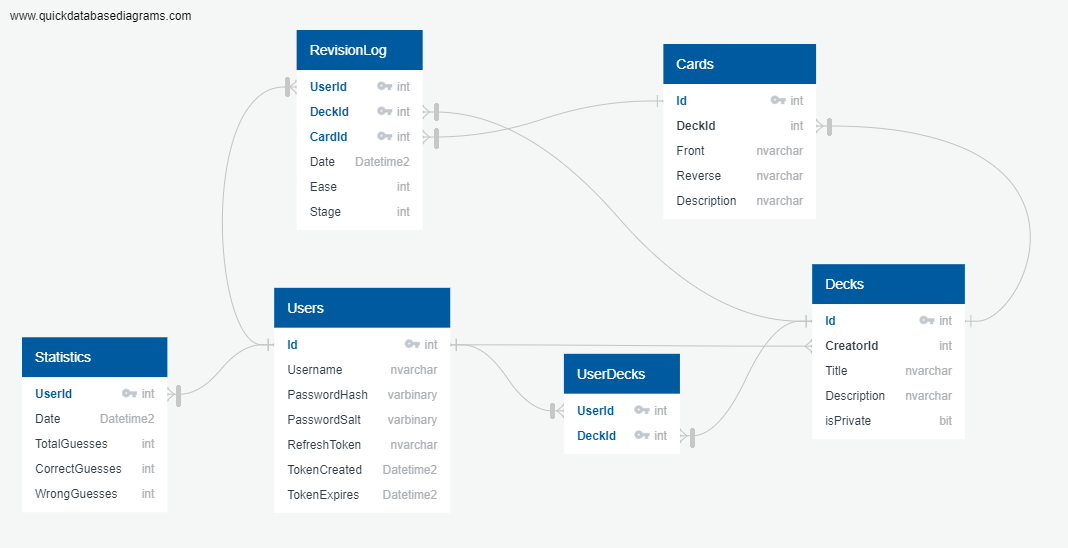 www.quickdatabasediagrams.com
RevisionLog
UserId int
DeckId int
CardId int
Date Datetime2
Ease int
Stage int
Cards
Id int
DeckId int
Front nvarchar
Reverse nvarchar
Description nvarchar
Users
Id int
Username nvarchar
PasswordHash varbinary
PasswordSalt varbinary
RefreshToken nvarchar
TokenCreated Datetime2
TokenExpires Datetime2
Decks
Id int
CreatorId int
Title nvarchar
Description nvarchar
isPrivate bit
Statistics
UserId int
Date Datetime2
TotalGuesses int
CorrectGuesses int
WrongGuesses int
UserDecks
UserId int
DeckId int